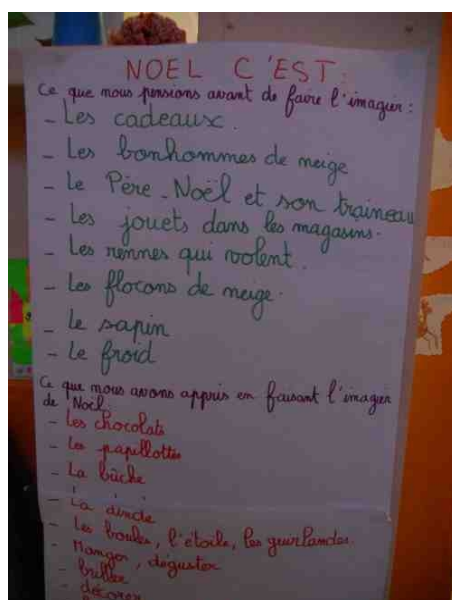 NOEL C'EST:
Ce que nous pensions avant de faire l'imagier :
- Les cadeaux.
- Les bonhommes de neige
- Le Père-Noël et son traineau
- Les jouets dans les magasins.
- Les rennes qui volent.
- Les flocons de neige.
- Le sapin
- Le froid
Ce que nous avons appris en faisant l'imagier
de Noël:
- Les chocolats
- Les papillottes
- La bûche
- La dinde
- Les boules, l'étoile, les guirlandes.
- Manger, déguster
- briller
- décorer